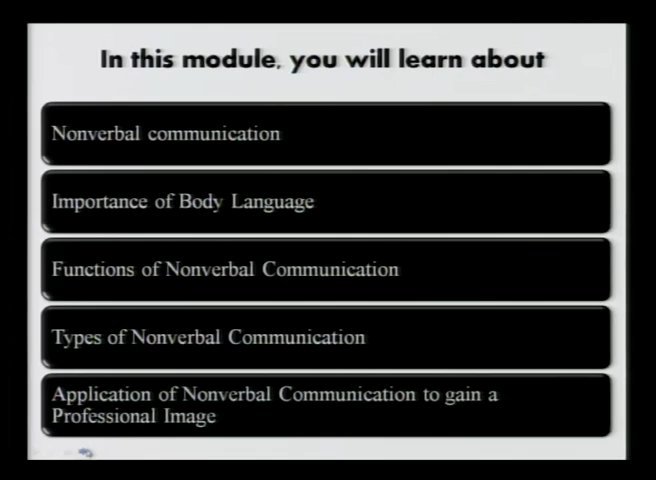 In this module, you will learn about
Nonverbal communication
Importance of Body Language
Functions of Nonverbal Communication
Types of Nonverbal Communication
Application of Nonverbal Communication to gain a
Professional Image